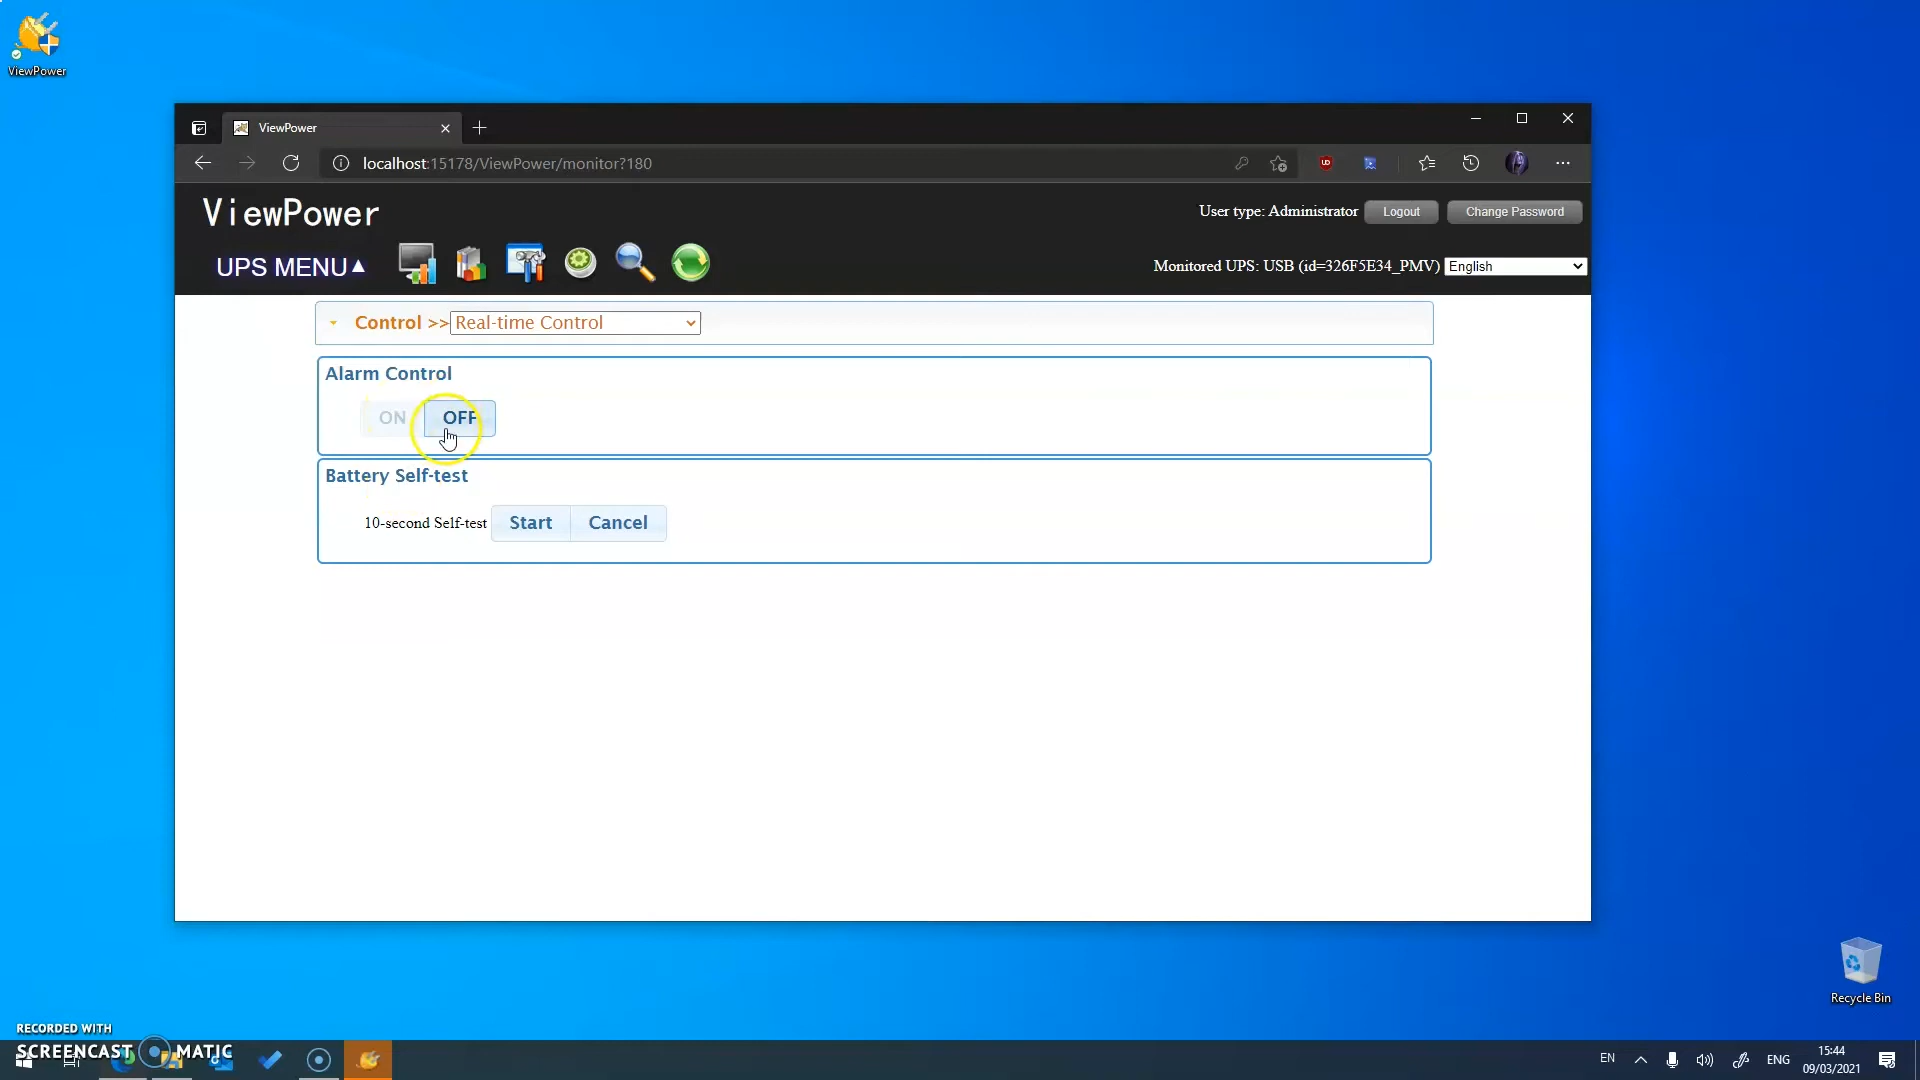 ViewPower
ViewPower
localhost:15178/ViewPower/monitor?180
ViewPower
User type: Administrator
Logout
Change Password
UPS MENU▲
Monitored UPS: USB (id=326F5E34_PMV)
English
Control >>
Real-time Control
Alarm Control
ON
OFF
Battery Self-test
10-second Self-test
Start
Cancel
Recycle Bin
RECORDED WITH
SCREENCAST MATIC
EN
ENG
15:44
09/03/2021